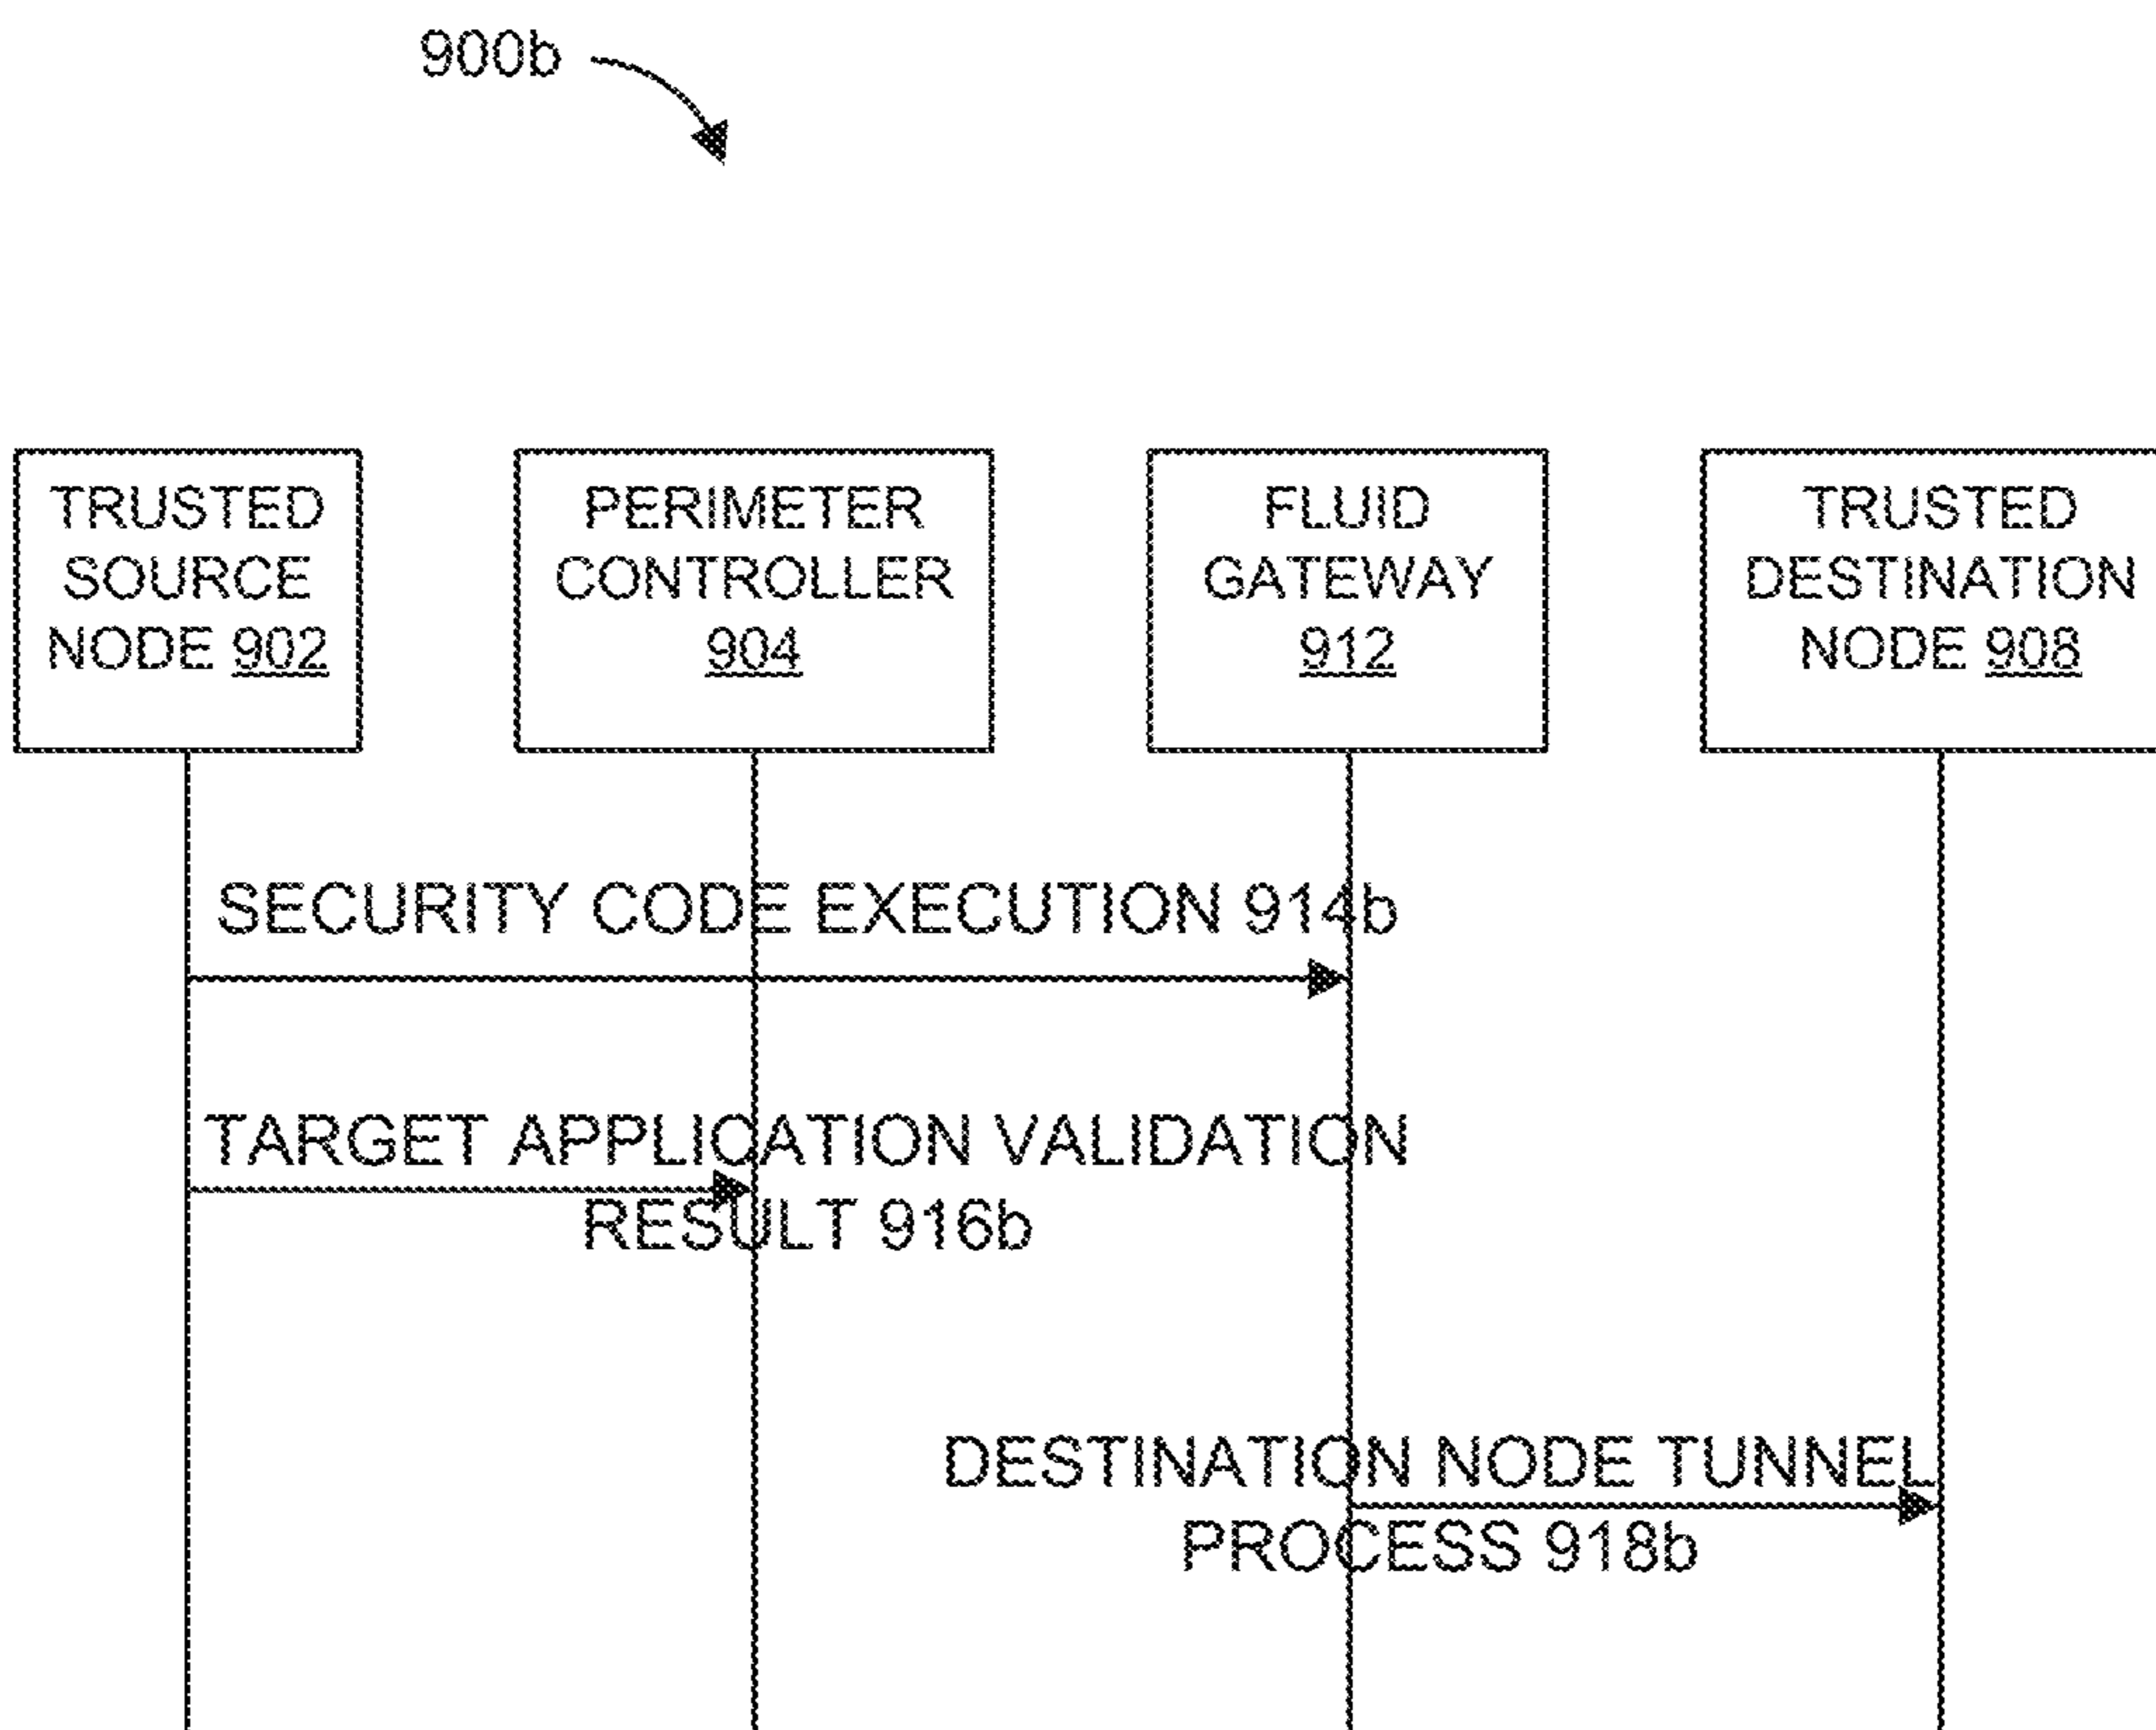 900b
TRUSTED
SOURCE
NODE 902
PERIMETER
CONTROLLER
904
FLUID
GATEWAY
912
TRUSTED
DESTINATION
NODE 908
SECURITY CODE EXECUTION 914b
TARGET APPLICATION VALIDATION
RESULT 916b
DESTINATION NODE TUNNEL
PROCESS 918b